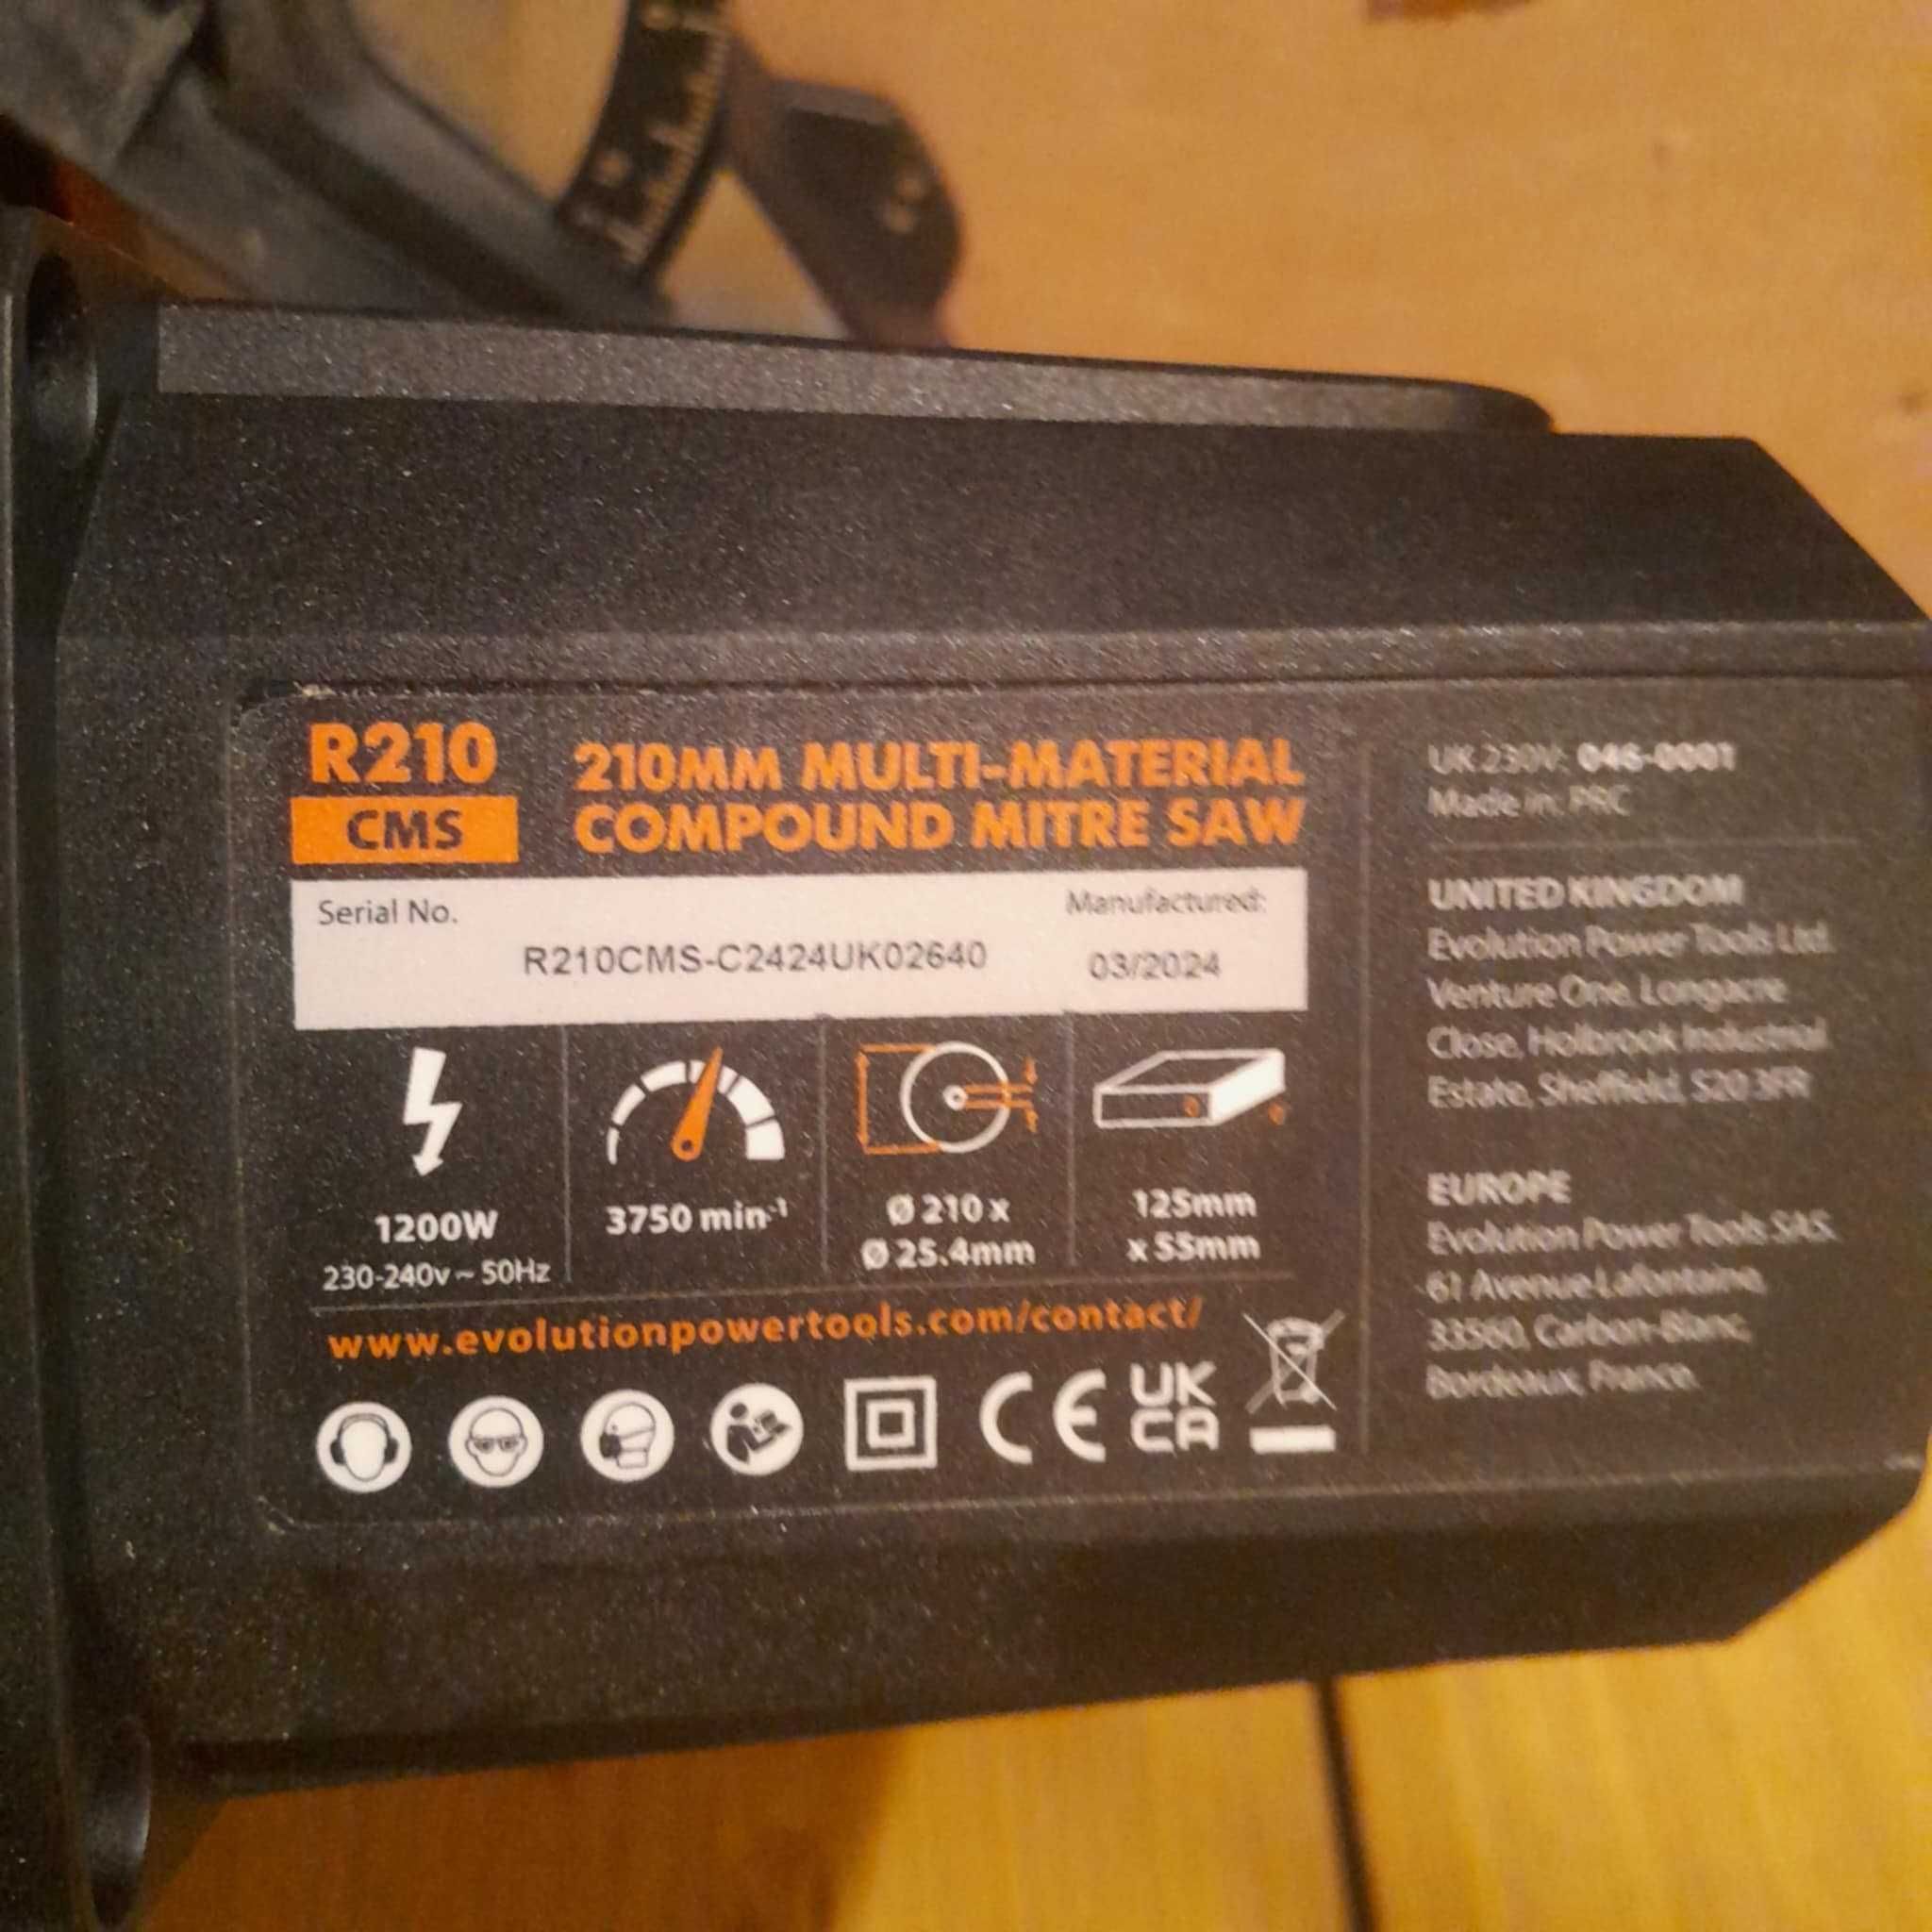 R210
CMS
210MM MULTI-MATERIAL
COMPOUND MITRE SAW
Serial No.
R210CMS-C2424UK02640
Manufactured:
03/2024
1200W
230-240v ~ 50Hz
3750 min-1
Ø 210 x
Ø 25.4mm
125mm
x 55mm
www.evolutionpowertools.com/contact/
CE
UK
CA
UK 230V: 046-0001
Made in: PRC
UNITED KINGDOM
Evolution Power Tools Ltd.
Venture One, Longacre
Close, Holbrook Industrial
Estate, Sheffield, S20 3FR
EUROPE
Evolution Power Tools SAS.
61 Avenue Lafontaine,
33560, Carbon-Blanc,
Bordeaux, France.